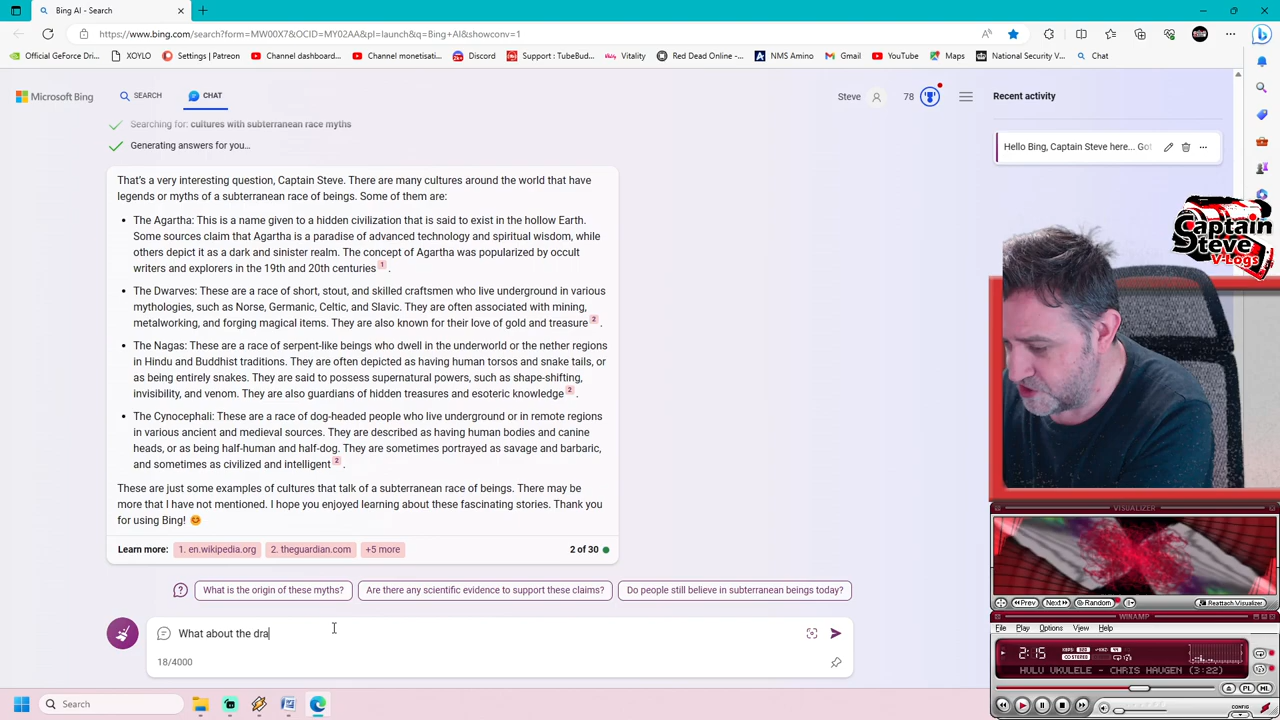 Bing AI - Search
https://www.bing.com/search?form=MW00X7&OCID=MY02AA&pl=launch&q=Bing+AI&showconv=1
Official GeForce Driv...
XOYLO
Settings | Patreon
Channel dashboard...
Channel monetisati...
Discord
Support : TubeBud...
Vitality
Red Dead Online -...
NMS Amino
Gmail
YouTube
Maps
National Security V...
Chat
Microsoft Bing
SEARCH
CHAT
Steve
78
Recent activity
Searching for: cultures with subterranean race myths
Generating answers for you...
Hello Bing, Captain Steve here... Got
That's a very interesting question, Captain Steve. There are many cultures around the world that have
legends or myths of a subterranean race of beings. Some of them are:
• The Agartha: This is a name given to a hidden civilization that is said to exist in the hollow Earth.
Some sources claim that Agartha is a paradise of advanced technology and spiritual wisdom, while
others depict it as a dark and sinister realm. The concept of Agartha was popularized by occult
writers and explorers in the 19th and 20th centuries 1 .
• The Dwarves: These are a race of short, stout, and skilled craftsmen who live underground in various
mythologies, such as Norse, Germanic, Celtic, and Slavic. They are often associated with mining,
metalworking, and forging magical items. They are also known for their love of gold and treasure 2 .
• The Nagas: These are a race of serpent-like beings who dwell in the underworld or the nether regions
in Hindu and Buddhist traditions. They are often depicted as having human torsos and snake tails, or
as being entirely snakes. They are said to possess supernatural powers, such as shape-shifting,
invisibility, and venom. They are also guardians of hidden treasures and esoteric knowledge 2 .
• The Cynocephali: These are a race of dog-headed people who live underground or in remote regions
in various ancient and medieval sources. They are described as having human bodies and canine
heads, or as being half-human and half-dog. They are sometimes portrayed as savage and barbaric,
and sometimes as civilized and intelligent 2 .
These are just some examples of cultures that talk of a subterranean race of beings. There may be
more that I have not mentioned. I hope you enjoyed learning about these fascinating stories. Thank you
for using Bing! 😊
Learn more:
1. en.wikipedia.org
2. theguardian.com
+5 more
2 of 30
What is the origin of these myths?
Are there any scientific evidence to support these claims?
Do people still believe in subterranean beings today?
What about the dra
18/4000
Search
Captain
Steve
V-Logs
VISUALIZER
Prev
Next
Random
Reattach Visualizer
WINAMP
File Play Options View Help
2:15
STEREO
HULU UKULELE - CHRIS HAUGEN (3:22)
PL
ML
CONFIG